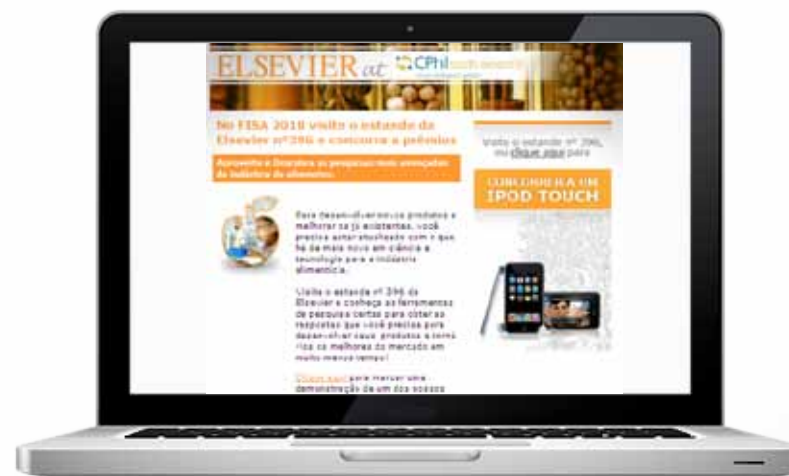 ELSEVIER at CPhI south america
No FISA 2010 visite o estande da
Elsevier nº396 e concorra a prêmios
Aproveite e Descubra as pesquisas mais avançadas
da indústria de alimentos.
Para desenvolver novos produtos e
melhorar os já existentes, você
precisa estar atualizado com o que
há de mais novo em ciência e
tecnologia para a indústria
alimentícia.
Visite o estande nº 396 da
Elsevier e conheça as ferramentas
de pesquisa certas para obter as
respostas que você precisa para
desenvolver seus produtos e torná
-los os melhores do mercado em
muito menos tempo!
Clique aqui para marcar uma
demonstração de um dos nossos
Visite o estande nº 396,
ou clique aqui para
CONCORRER A UM
IPOD TOUCH